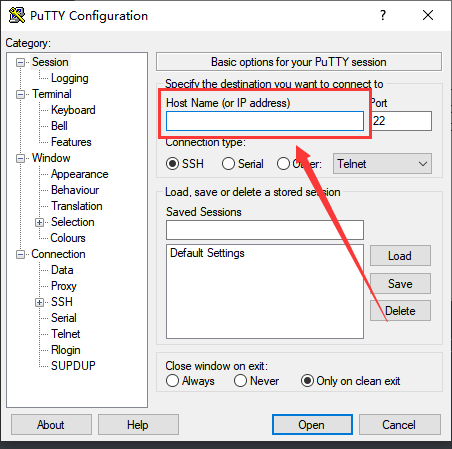 PuTTY Configuration
?
Category:
Session
Logging
Terminal
Keyboard
Bell
Features
Window
Appearance
Behaviour
Translation
Selection
Colours
Connection
Data
Proxy
SSH
Serial
Telnet
Rlogin
SUPDUP
Basic options for your PuTTY session
Specify the destination you want to connect to
Host Name (or IP address)
Port
22
Connection type:
SSH
Serial
Other:
Telnet
Load, save or delete a stored session
Saved Sessions
Default Settings
Load
Save
Delete
Close window on exit:
Always
Never
Only on clean exit
About
Help
Open
Cancel